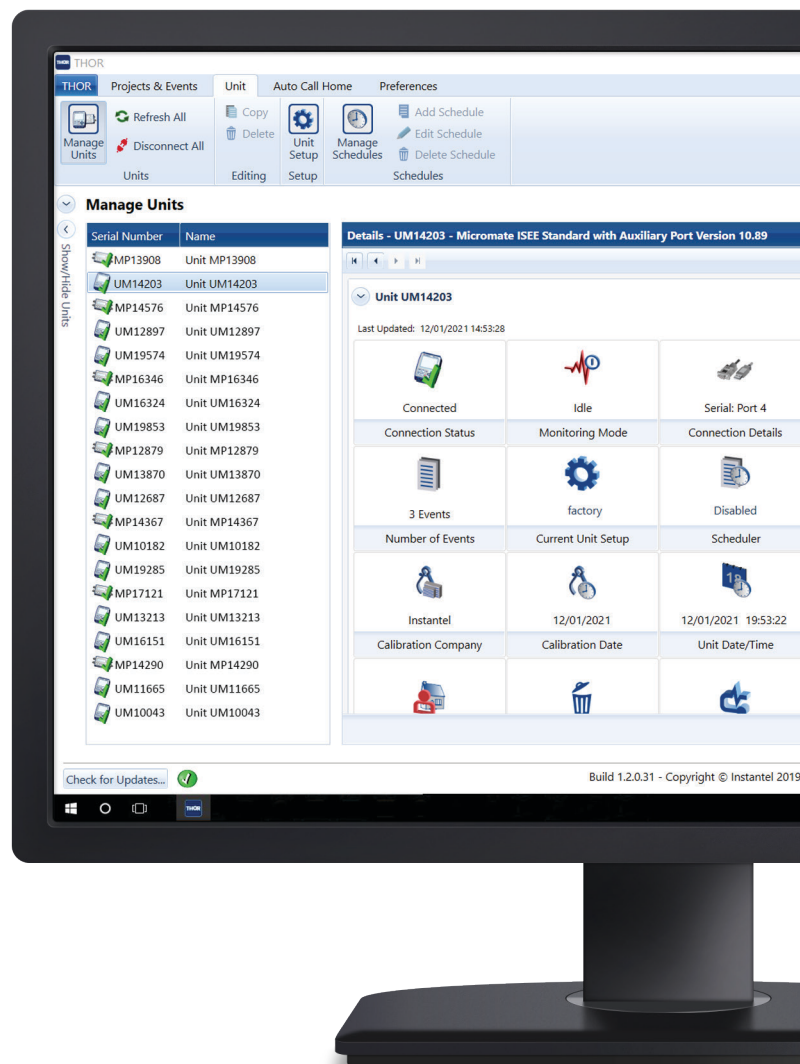 THOR THOR
THOR Projects & Events Unit Auto Call Home Preferences
Refresh All Copy Add Schedule
Delete Edit Schedule
Manage Units Disconnect All Unit Setup Manage Schedules Delete Schedule
Units Editing Setup Schedules
Manage Units
Show/Hide Units
Serial Number Name
MP13908 Unit MP13908
UM14203 Unit UM14203
MP14576 Unit MP14576
UM12897 Unit UM12897
UM19574 Unit UM19574
MP16346 Unit MP16346
UM16324 Unit UM16324
UM19853 Unit UM19853
MP12879 Unit MP12879
UM13870 Unit UM13870
UM12687 Unit UM12687
MP14367 Unit MP14367
UM10182 Unit UM10182
UM19285 Unit UM19285
MP17121 Unit MP17121
UM13213 Unit UM13213
UM16151 Unit UM16151
MP14290 Unit MP14290
UM11665 Unit UM11665
UM10043 Unit UM10043
Details - UM14203 - Micromate ISEE Standard with Auxiliary Port Version 10.89
Unit UM14203
Last Updated: 12/01/2021 14:53:28
Connected Idle Serial: Port 4
Connection Status Monitoring Mode Connection Details
3 Events factory Disabled
Number of Events Current Unit Setup Scheduler
Instantel 12/01/2021 12/01/2021 19:53:22
Calibration Company Calibration Date Unit Date/Time
Check for Updates... Build 1.2.0.31 - Copyright © Instantel 2019
THOR